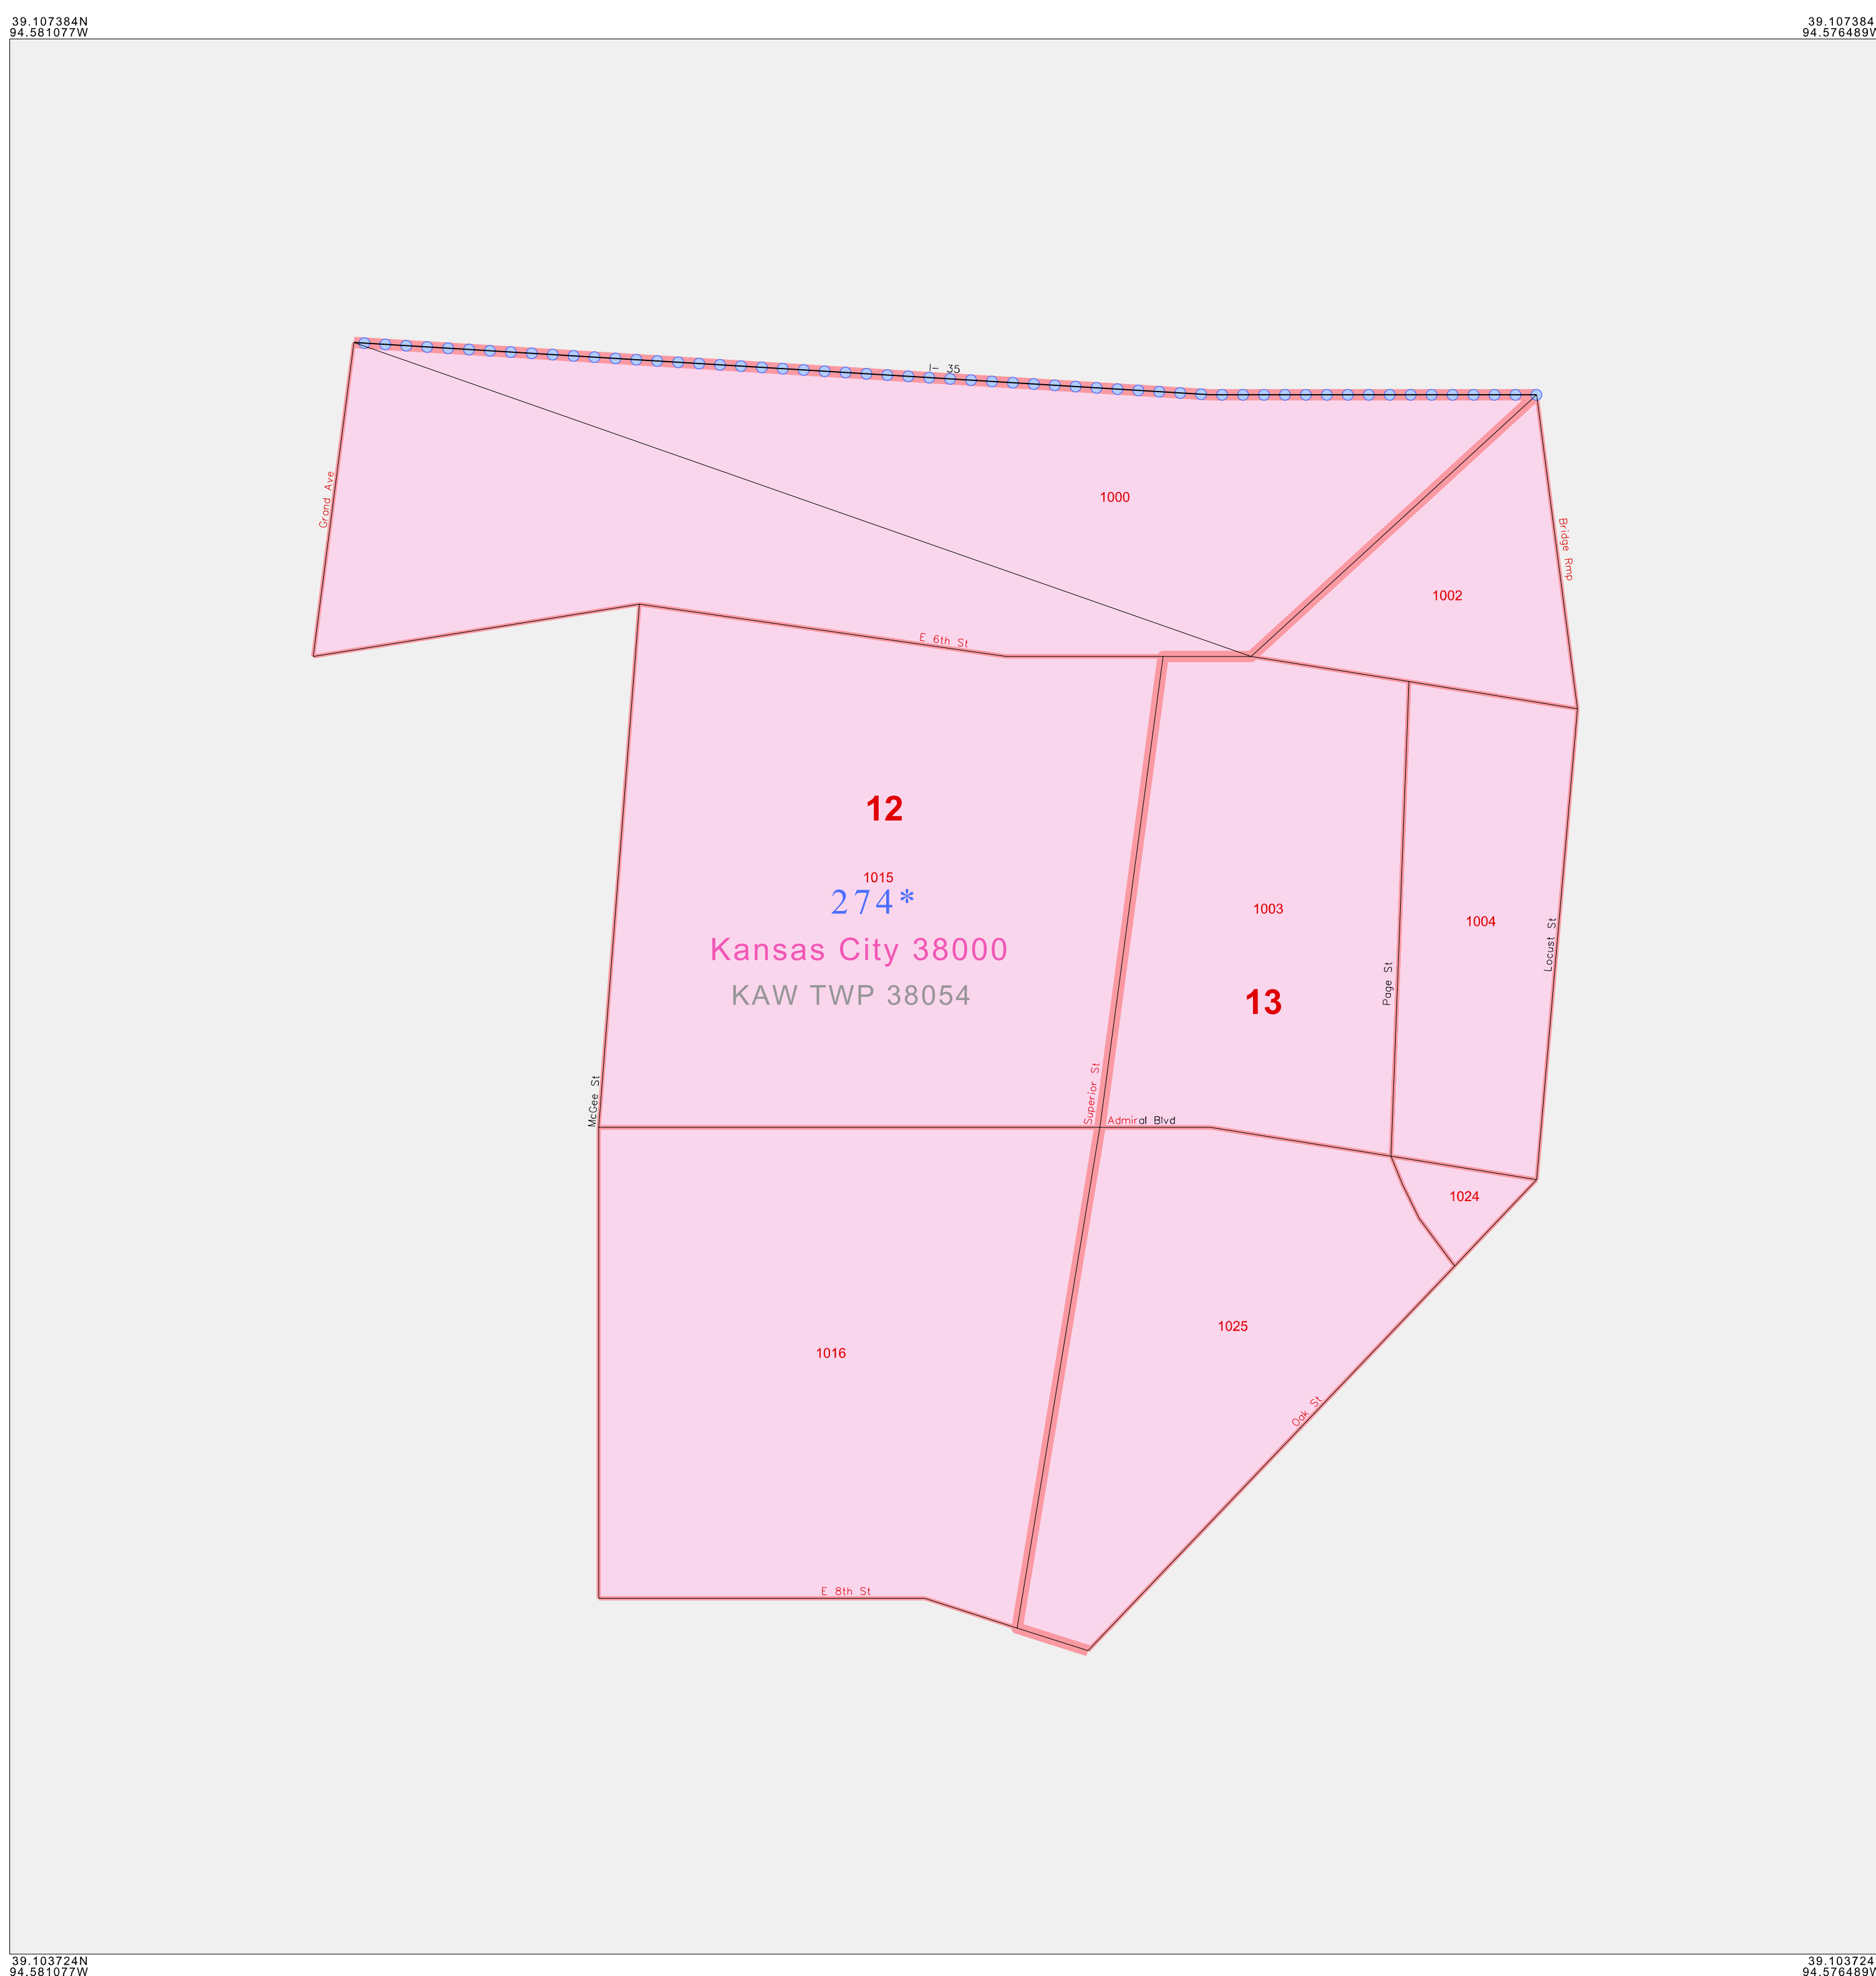 39.107384N
94.581077W
39.107384
94.576489W
I- 35
Grand Ave
1000
Bridge Rmp
1002
E 6th St
12
1015
274*
1003
1004
Locust St
Kansas City 38000
Page St
13
KAW TWP 38054
McGee St
Superior St
Admiral Blvd
1024
1025
1016
Oak St
E 8th St
39.103724N
94.581077W
39.103724
94.576489W